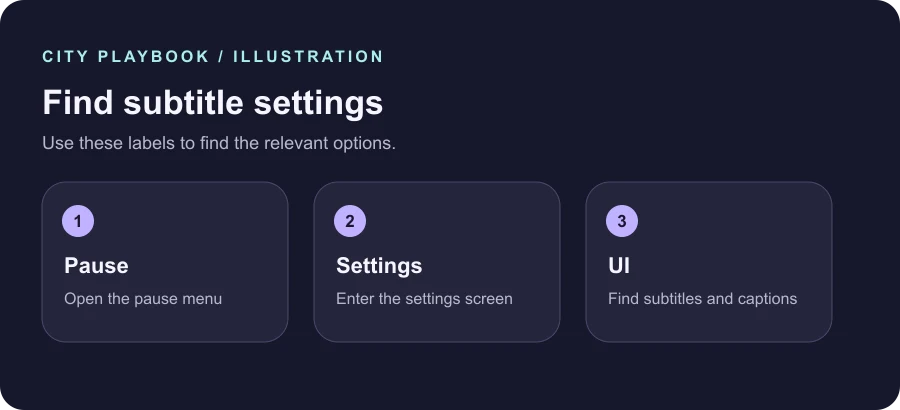 CITY PLAYBOOK / ILLUSTRATION
Find subtitle settings
Use these labels to find the relevant options.
1
Pause
Open the pause menu
2
Settings
Enter the settings screen
3
UI
Find subtitles and captions